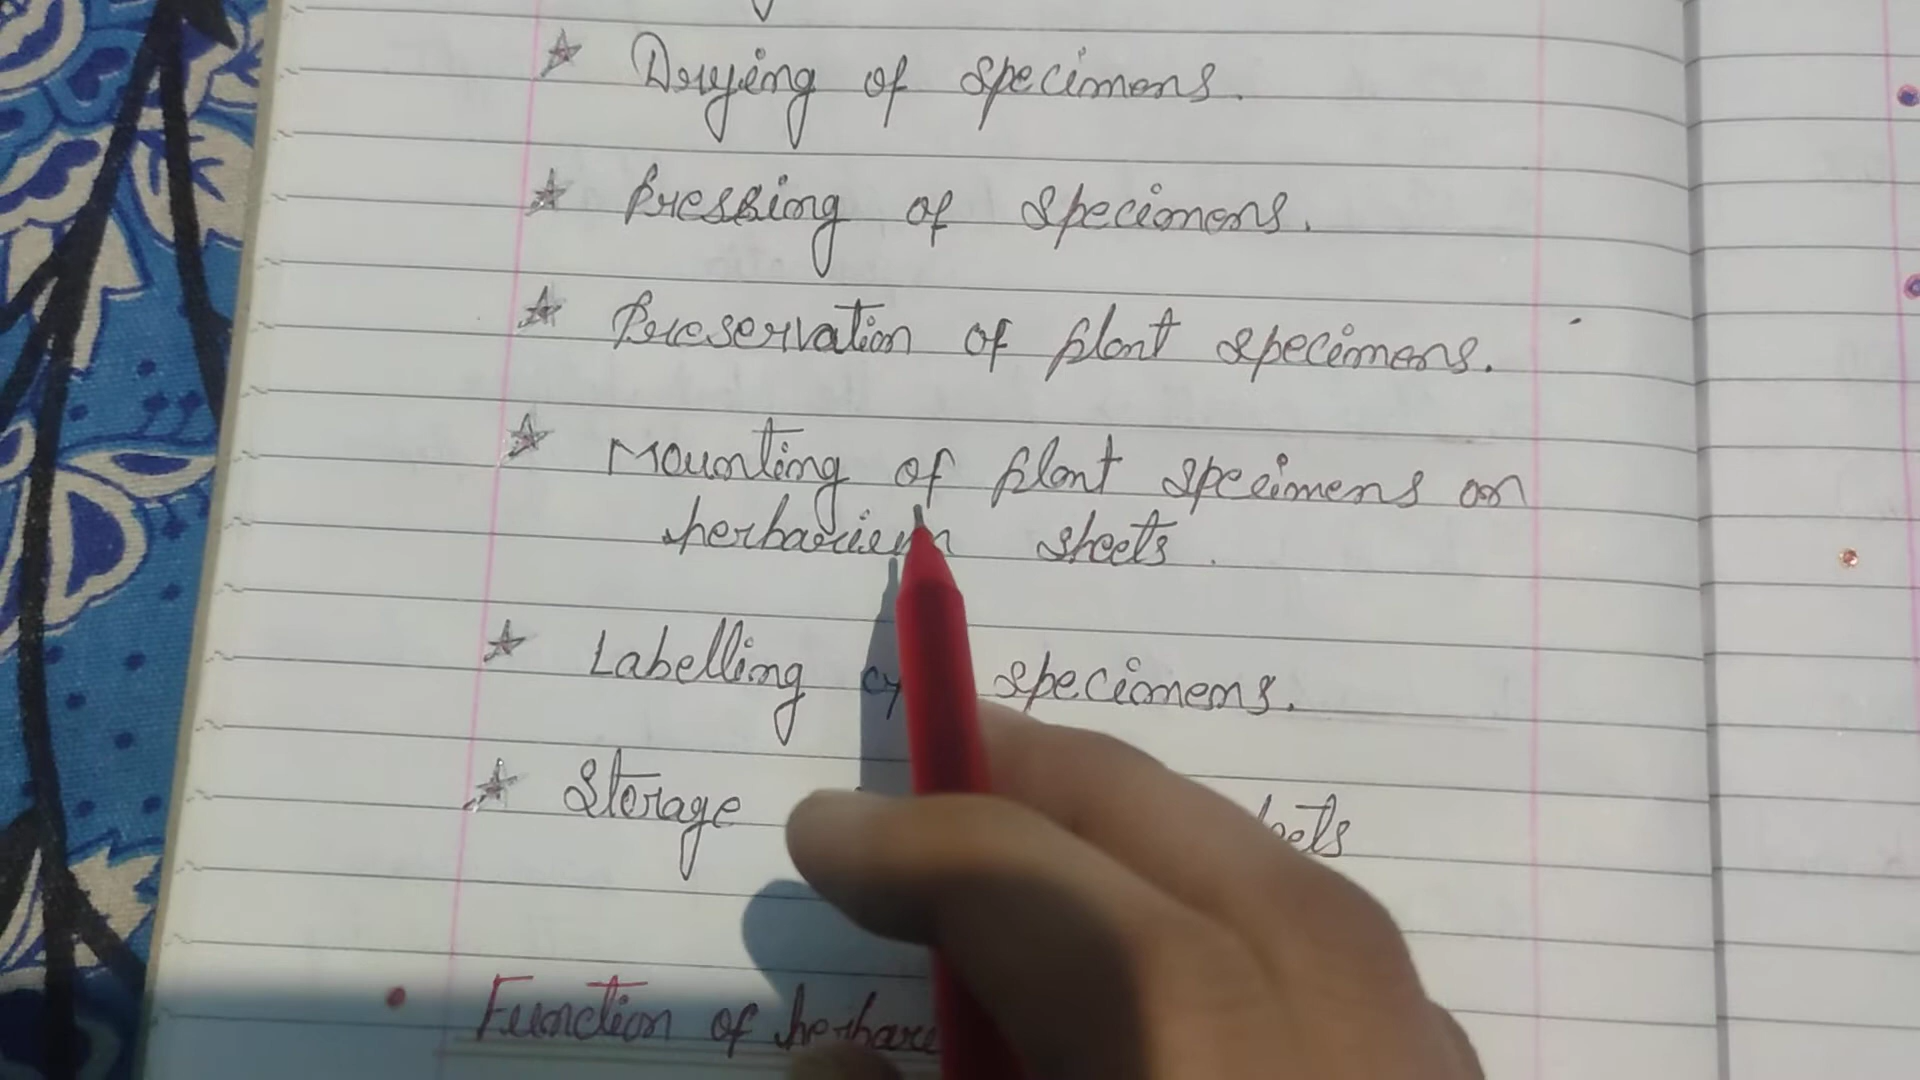 Drying of specimens.
Pressing of specimens.
Preservation of plant specimens.
Mounting of plant specimens on
herbarium sheets.
Labelling specimens.
Storage
Function of